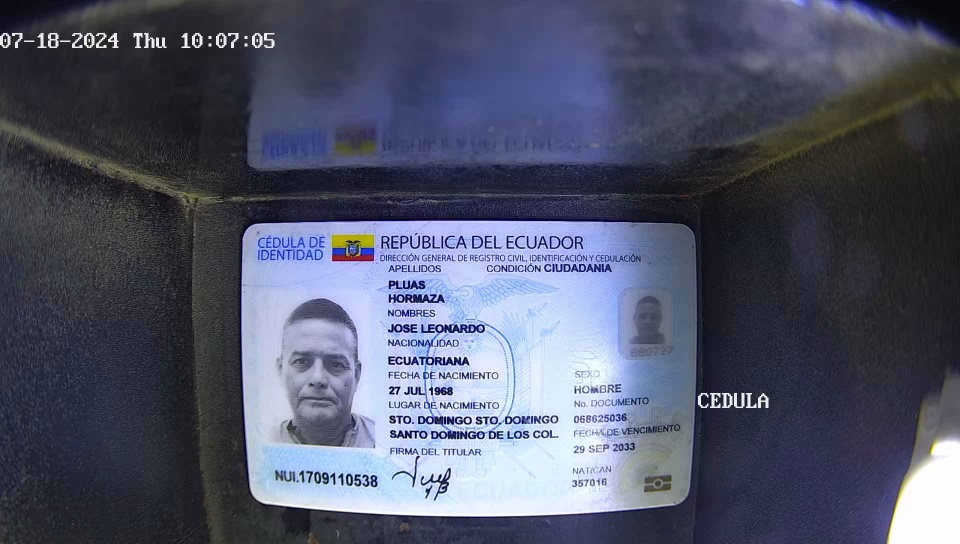 07-18-2024 Thu 10:07:05
CÉDULA DE
IDENTIDAD
REPÚBLICA DEL ECUADOR
DIRECCIÓN GENERAL DE REGISTRO CIVIL, IDENTIFICACIÓN Y CEDULACIÓN
APELLIDOS CONDICIÓN CIUDADANIA
PLUAS
HORMAZA
NOMBRES
JOSE LEONARDO
NACIONALIDAD
ECUATORIANA
FECHA DE NACIMIENTO
27 JUL 1968
LUGAR DE NACIMIENTO
STO. DOMINGO STO. DOMINGO
SANTO DOMINGO DE LOS COL.
FIRMA DEL TITULAR
NUI.1709110538
680727
SEXO
HOMBRE
No. DOCUMENTO
068625036
FECHA DE VENCIMIENTO
29 SEP 2033
NAT/CAN
357016
CEDULA